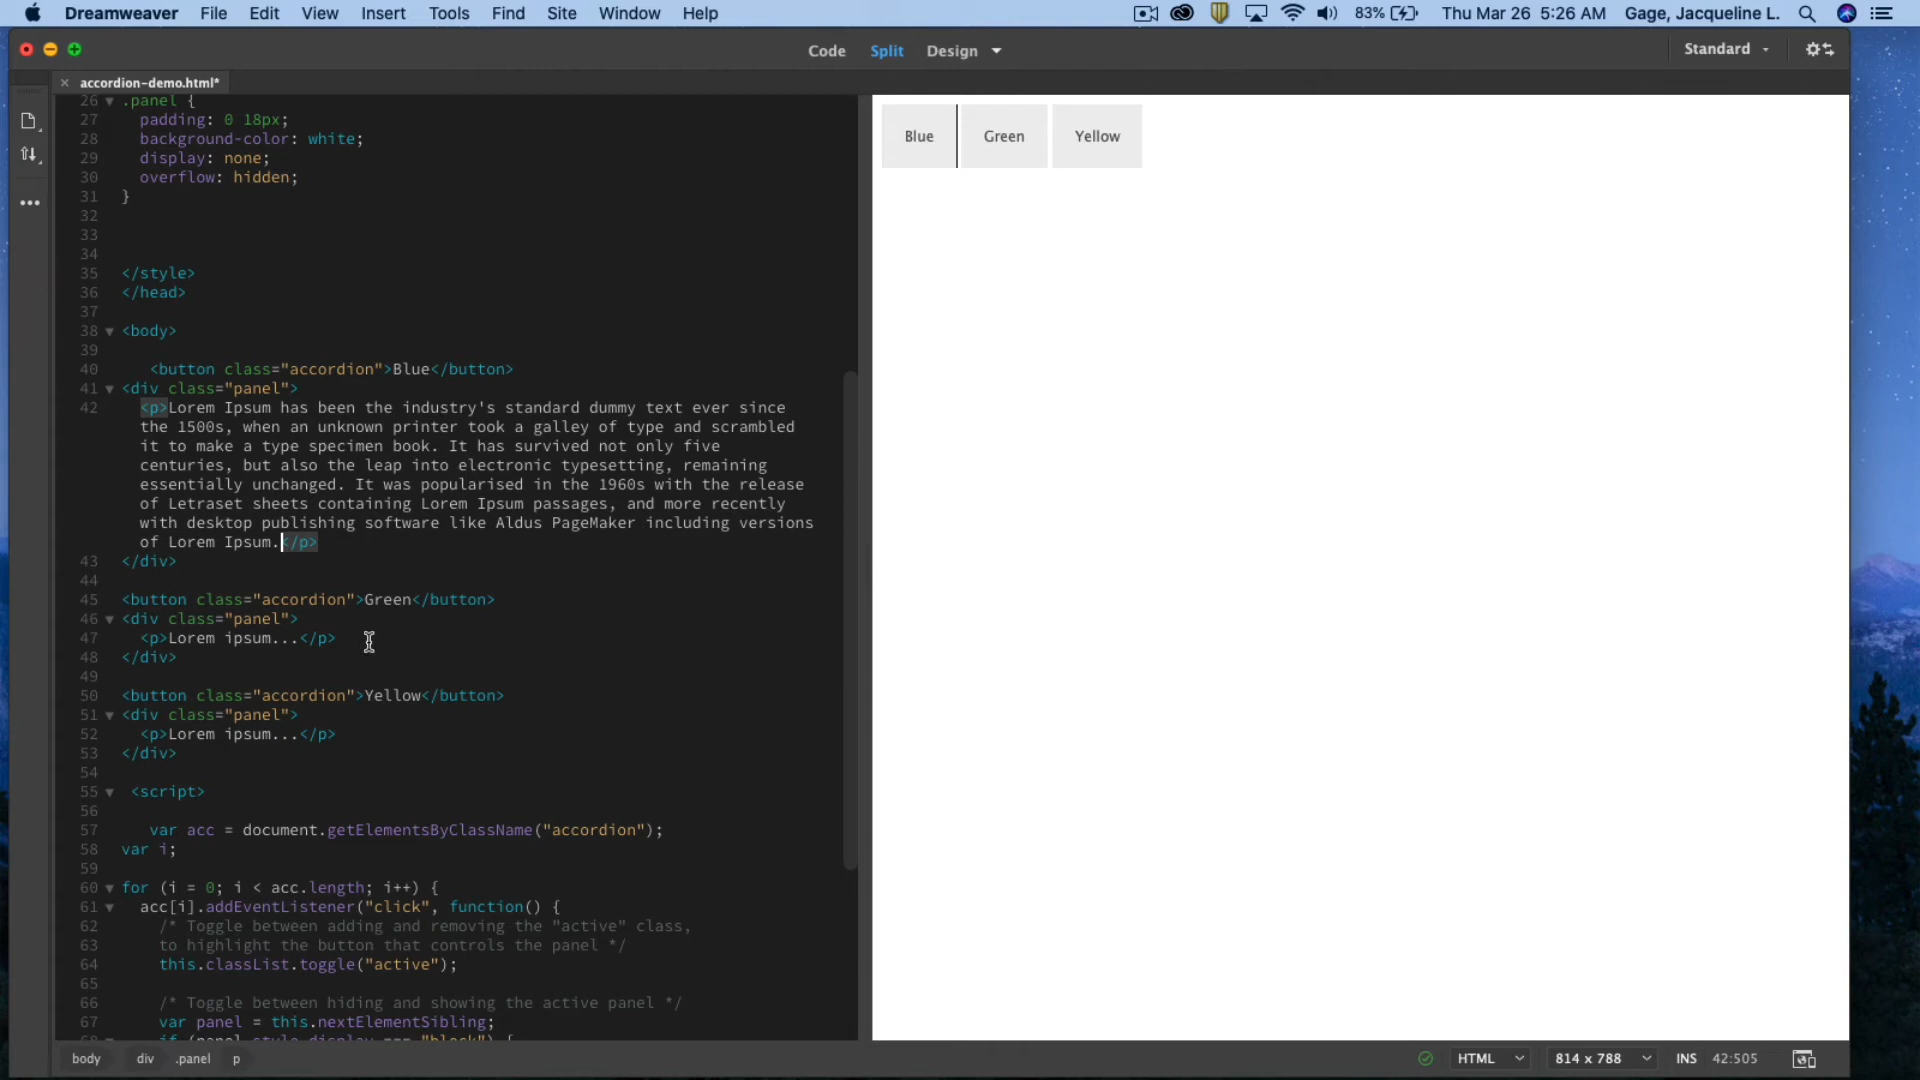 Dreamweaver File Edit View Insert Tools Find Site Window Help 83% Thu Mar 26 5:26 AM Gage, Jacqueline L.
Code Split Design Standard
accordion-demo.html*
26 .panel {
27 padding: 0 18px;
28 background-color: white;
29 display: none;
30 overflow: hidden;
31 }
32
33
34
35 </style>
36 </head>
37
38 <body>
39
40 <button class="accordion">Blue</button>
41 <div class="panel">
42 <p>Lorem Ipsum has been the industry's standard dummy text ever since
the 1500s, when an unknown printer took a galley of type and scrambled
it to make a type specimen book. It has survived not only five
centuries, but also the leap into electronic typesetting, remaining
essentially unchanged. It was popularised in the 1960s with the release
of Letraset sheets containing Lorem Ipsum passages, and more recently
with desktop publishing software like Aldus PageMaker including versions
of Lorem Ipsum.</p>
43 </div>
44
45 <button class="accordion">Green</button>
46 <div class="panel">
47 <p>Lorem ipsum...</p>
48 </div>
49
50 <button class="accordion">Yellow</button>
51 <div class="panel">
52 <p>Lorem ipsum...</p>
53 </div>
54
55 <script>
56
57 var acc = document.getElementsByClassName("accordion");
58 var i;
59
60 for (i = 0; i < acc.length; i++) {
61 acc[i].addEventListener("click", function() {
62 /* Toggle between adding and removing the "active" class,
63 to highlight the button that controls the panel */
64 this.classList.toggle("active");
65
66 /* Toggle between hiding and showing the active panel */
67 var panel = this.nextElementSibling;
68 if (panel.style.display === "block") {
Blue Green Yellow
body div .panel p HTML 814 x 788 INS 42:505